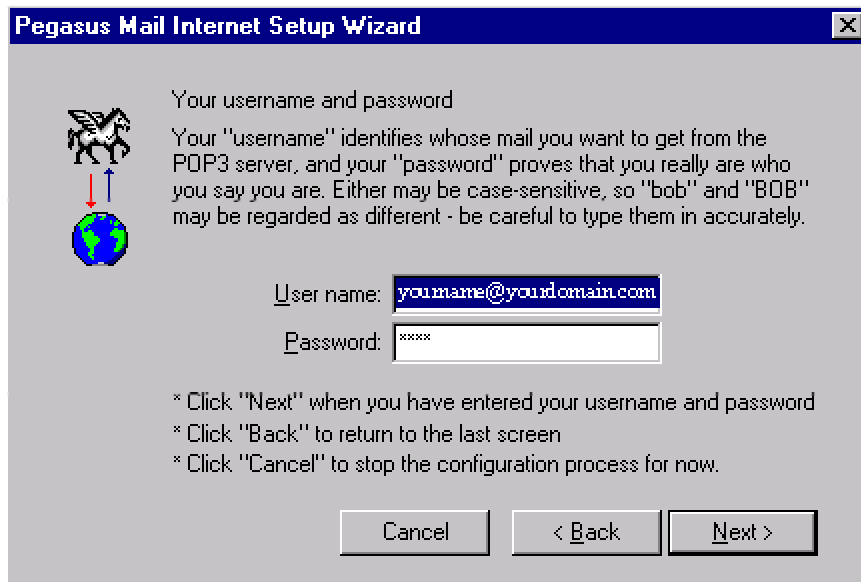 Pegasus Mail Internet Setup Wizard
Your username and password
Your "username" identifies whose mail you want to get from the
POP3 server, and your "password" proves that you really are who
you say you are. Either may be case-sensitive, so "bob" and "BOB"
may be regarded as different - be careful to type them in accurately.
User name: yourname@yourdomain.com
Password: ****
* Click "Next" when you have entered your username and password
* Click "Back" to return to the last screen
* Click "Cancel" to stop the configuration process for now.
Cancel < Back Next >